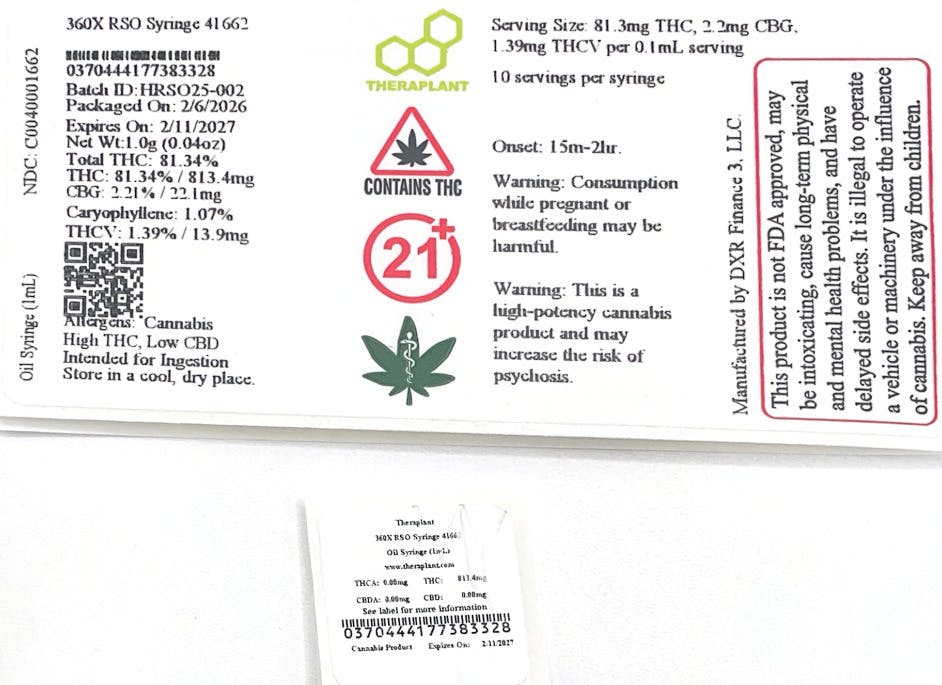 360X RSO Syringe 41662
0370444177383328
Batch ID:HRSO25-002
Packaged On: 2/6/2026
Expires On: 2/11/2027
Net Wt:1.0g (0.04oz)
Total THC: 81.34%
THC: 81.34% / 813.4mg
CBG: 2.21% / 22.1mg
Caryophyllene: 1.07%
THCV: 1.39% / 13.9mg
Allergens: Cannabis
High THC, Low CBD
Intended for Ingestion
Store in a cool, dry place.
NDC: C00400001662
Oil Syringe (1mL)
THERAPLANT
CONTAINS THC
21+
Serving Size: 81.3mg THC, 2.2mg CBG,
1.39mg THCV per 0.1mL serving
10 servings per syringe
Onset: 15m-2hr.
Warning: Consumption
while pregnant or
breastfeeding may be
harmful.
Warning: This is a
high-potency cannabis
product and may
increase the risk of
psychosis.
Manufactured by DXR Finance 3, LLC.
This product is not FDA approved, may
be intoxicating, cause long-term physical
and mental health problems, and have
delayed side effects. It is illegal to operate
a vehicle or machinery under the influence
of cannabis. Keep away from children.
Theraplant
360X RSO Syringe 4166
Oil Syringe (1mL)
www.theraplant.com
THCA: 0.00mg THC: 813.4mg
CBDA: 0.00mg CBD: 0.00mg
See label for more information
0370444177383328
Cannabis Product Expires On: 2/11/2027